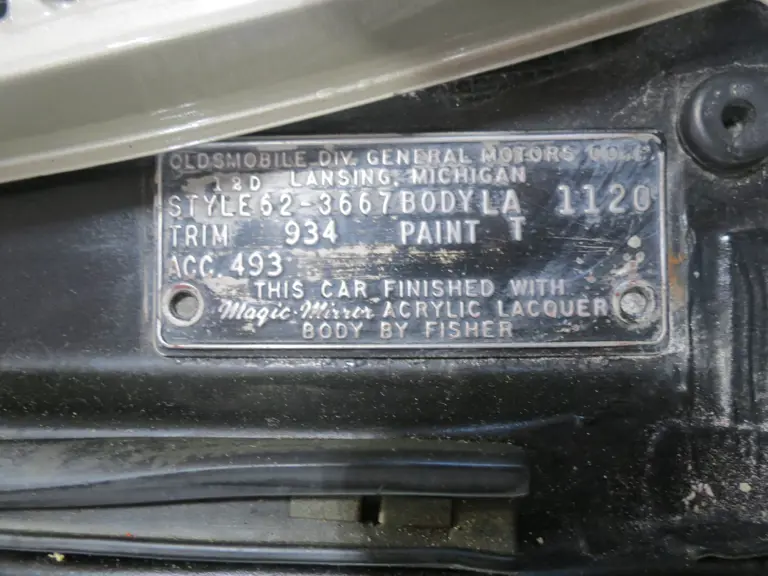 OLDSMOBILE DIV. GENERAL MOTORS CORP.
12D LANSING, MICHIGAN
STYLE 62-3667 BODY LA 1120
TRIM 934 PAINT T
ACC. 493
THIS CAR FINISHED WITH
Magic-Mirror ACRYLIC LACQUER
BODY BY FISHER